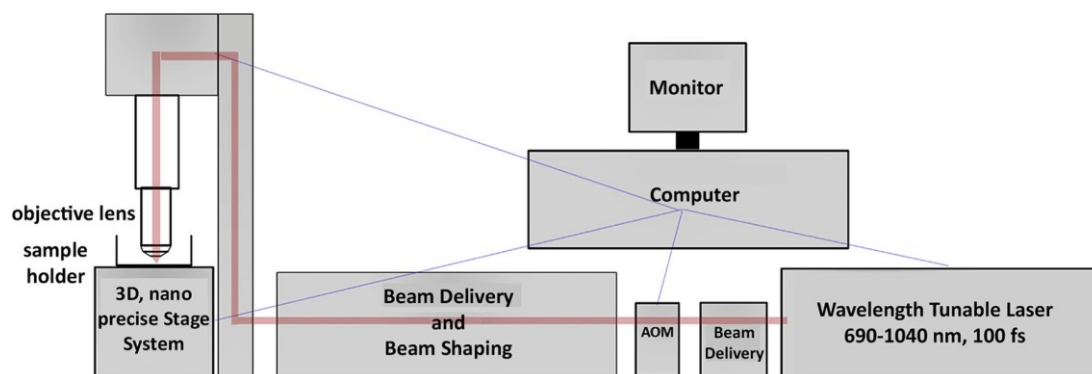 Monitor
Computer
objective lens
sample
holder
3D, nano
precise Stage
System
Beam Delivery
and
Beam Shaping
AOM
Beam
Delivery
Wavelength Tunable Laser
690-1040 nm, 100 fs